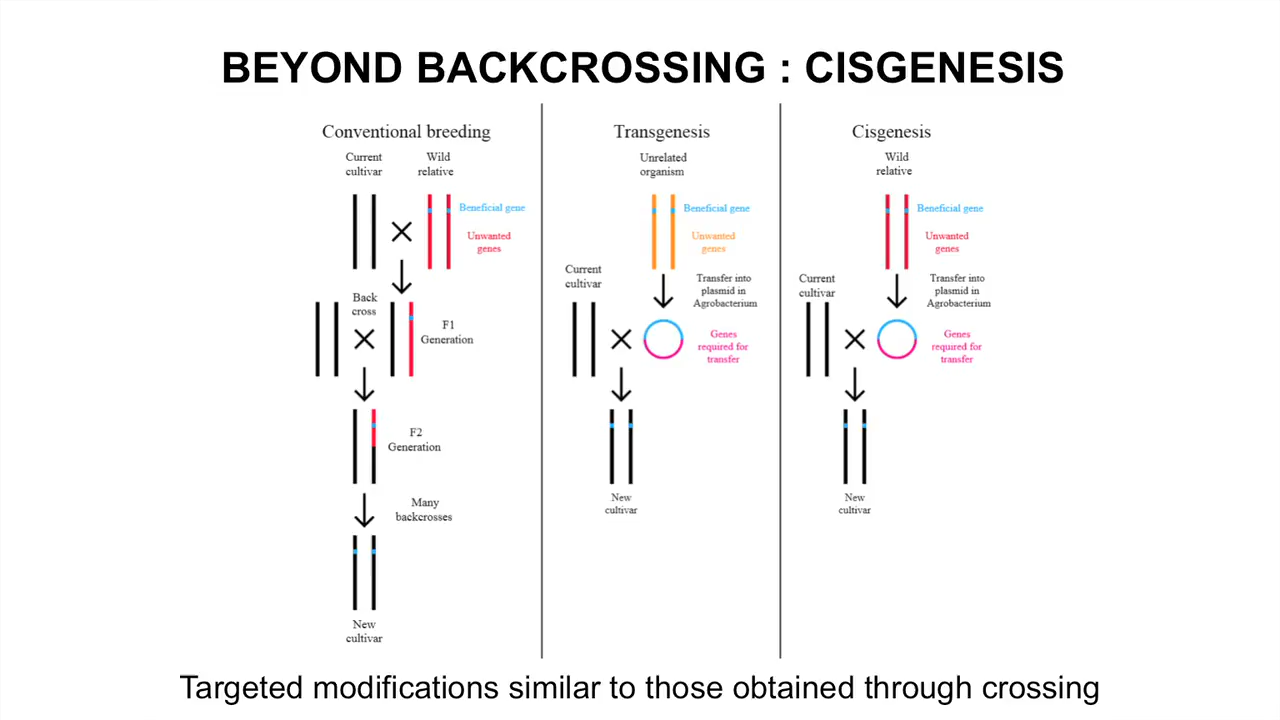 BEYOND BACKCROSSING : CISGENESIS
Conventional breeding
Current
cultivar
Wild
relative
Beneficial gene
Unwanted
genes
Back
cross
F1
Generation
F2
Generation
Many
backcrosses
New
cultivar
Transgenesis
Unrelated
organism
Beneficial gene
Unwanted
genes
Current
cultivar
Transfer into
plasmid in
Agrobacterium
Genes
required for
transfer
New
cultivar
Cisgenesis
Wild
relative
Beneficial gene
Unwanted
genes
Current
cultivar
Transfer into
plasmid in
Agrobacterium
Genes
required for
transfer
New
cultivar
Targeted modifications similar to those obtained through crossing